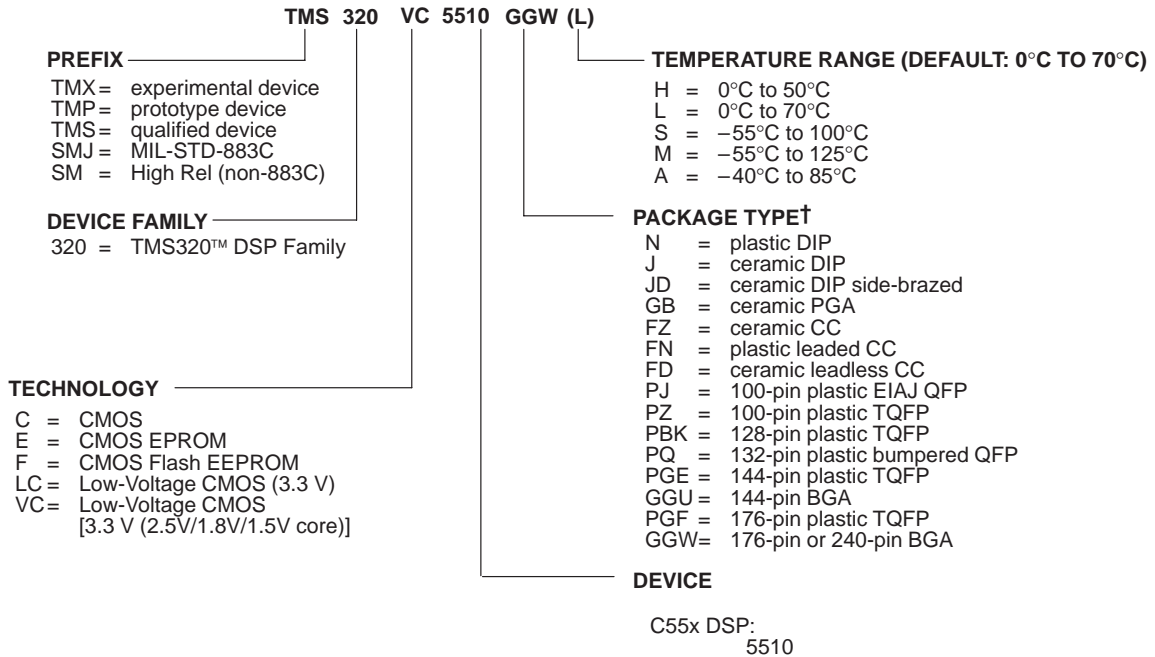 TMS 320 VC 5510 GGW (L)
PREFIX
TMX = experimental device
TMP = prototype device
TMS = qualified device
SMJ = MIL-STD-883C
SM = High Rel (non-883C)
DEVICE FAMILY
320 = TMS320™ DSP Family
TECHNOLOGY
C = CMOS
E = CMOS EPROM
F = CMOS Flash EEPROM
LC = Low-Voltage CMOS (3.3 V)
VC = Low-Voltage CMOS
[3.3 V (2.5V/1.8V/1.5V core)]
TEMPERATURE RANGE (DEFAULT: 0°C TO 70°C)
H = 0°C to 50°C
L = 0°C to 70°C
S = –55°C to 100°C
M = –55°C to 125°C
A = –40°C to 85°C
PACKAGE TYPE†
N = plastic DIP
J = ceramic DIP
JD = ceramic DIP side-brazed
GB = ceramic PGA
FZ = ceramic CC
FN = plastic leaded CC
FD = ceramic leadless CC
PJ = 100-pin plastic EIAJ QFP
PZ = 100-pin plastic TQFP
PBK = 128-pin plastic TQFP
PQ = 132-pin plastic bumpered QFP
PGE = 144-pin plastic TQFP
GGU = 144-pin BGA
PGF = 176-pin plastic TQFP
GGW = 176-pin or 240-pin BGA
DEVICE
C55x DSP:
5510